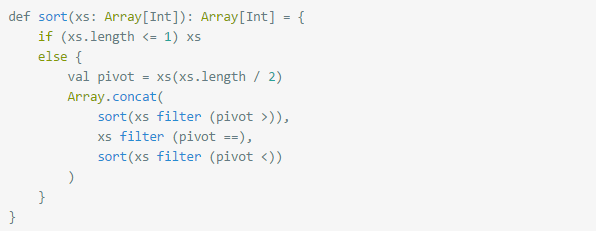 def sort(xs: Array[Int]): Array[Int] = {
    if (xs.length <= 1) xs
    else {
        val pivot = xs(xs.length / 2)
        Array.concat(
            sort(xs filter (pivot >)),
            xs filter (pivot ==),
            sort(xs filter (pivot <))
        )
    }
}